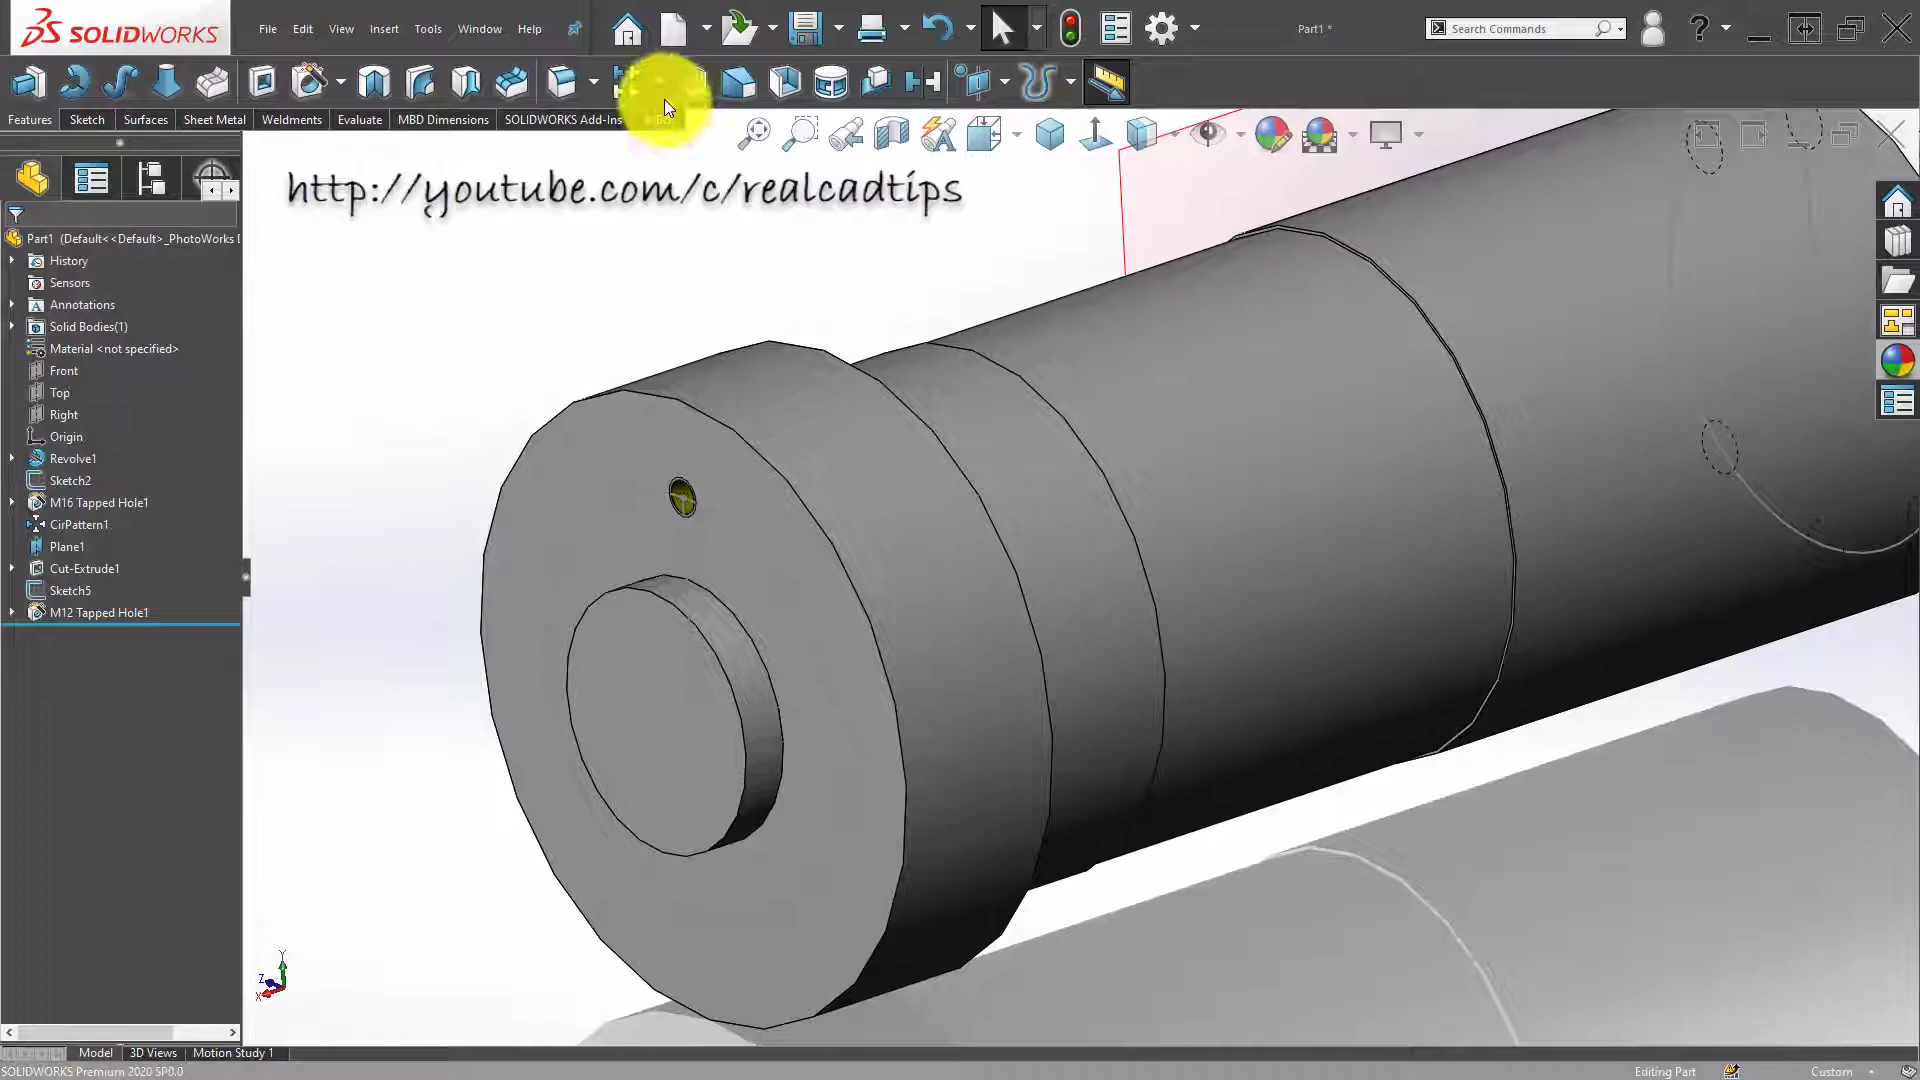 SOLIDWORKS
File Edit View Insert Tools Window Help
Part1 *
Search Commands
Features Sketch Surfaces Sheet Metal Weldments Evaluate MBD Dimensions SOLIDWORKS Add-Ins
http://youtube.com/c/realcadtips
Part1 (Default<<Default>_PhotoWorks
History
Sensors
Annotations
Solid Bodies(1)
Material <not specified>
Front
Top
Right
Origin
Revolve1
Sketch2
M16 Tapped Hole1
CirPattern1
Plane1
Cut-Extrude1
Sketch5
M12 Tapped Hole1
Y
Z
X
Model 3D Views Motion Study 1
SOLIDWORKS Premium 2020 SP0.0
Editing Part
Custom